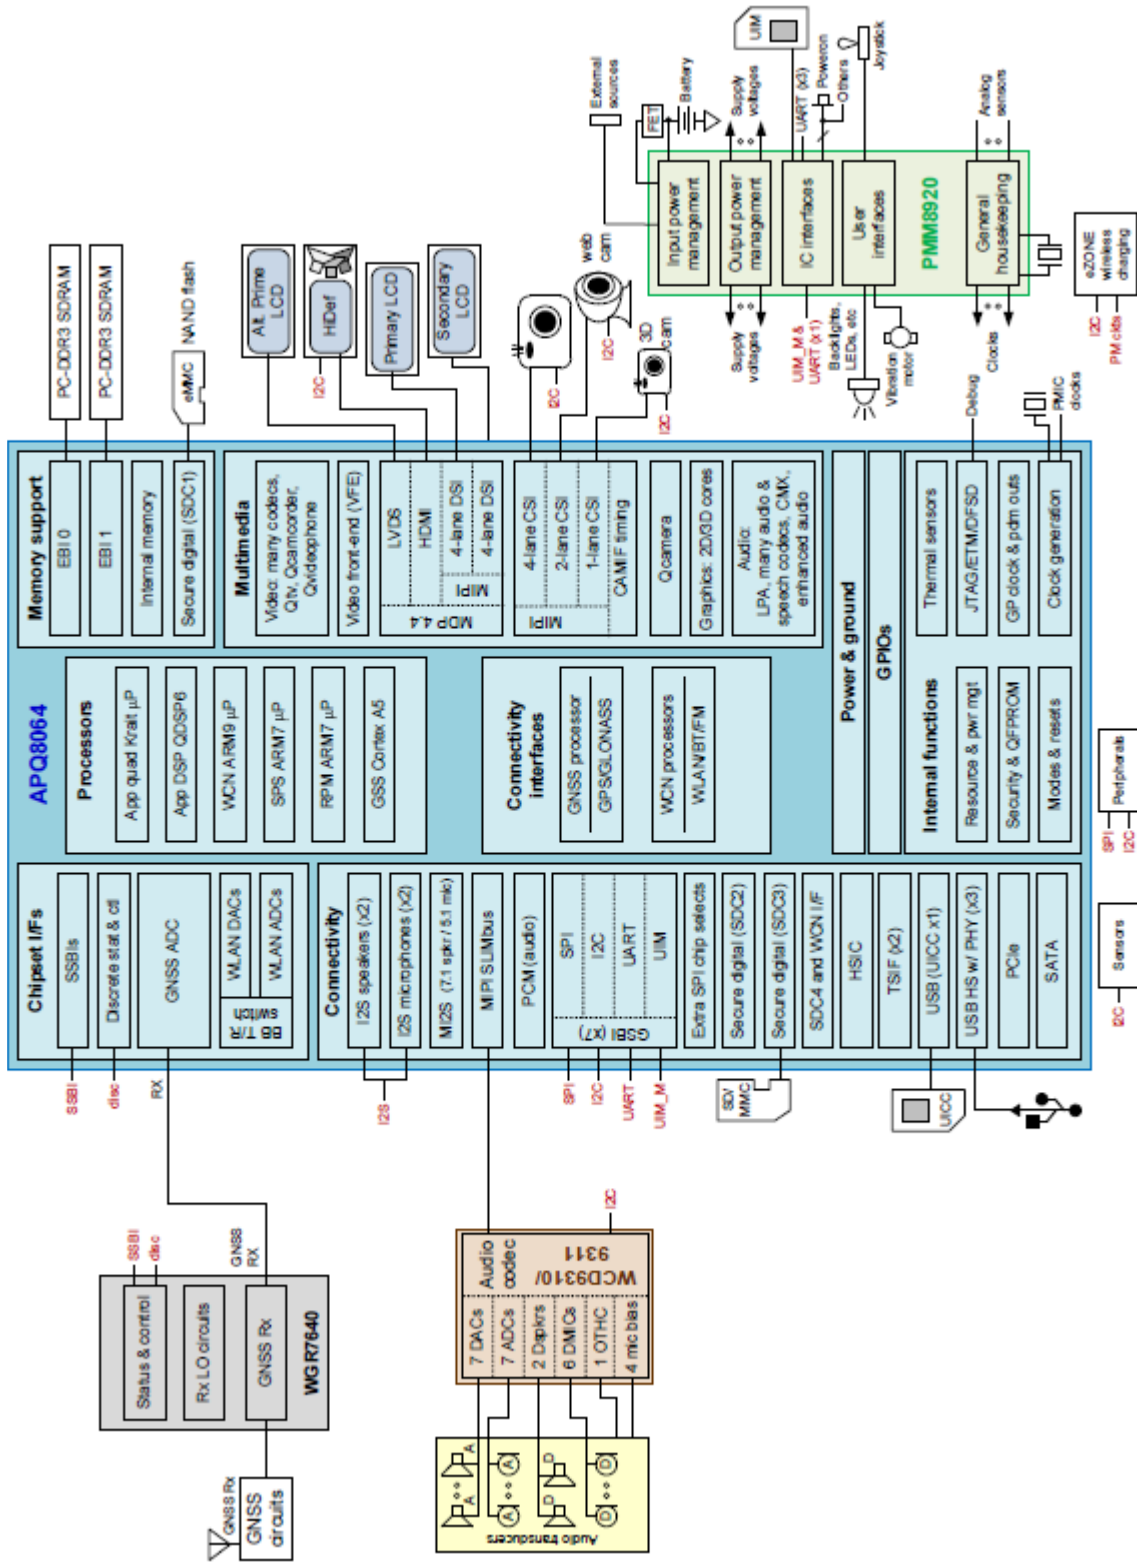 APQ8064
Chipset I/Fs
SSBIs
Discrete stat & ctl
GNSS ADC
BB T/R
switch
WLAN DACs
WLAN ADCs
SSBI
disc
RX
Connectivity
I2S speakers (x2)
I2S microphones (x2)
MI2S (7.1 spkr / 5.1 mic)
MIPI SLIMbus
PCM (audio)
GSBI (x7)
SPI
I2C
UART
UIM
Extra SPI chip selects
Secure digital (SDC2)
Secure digital (SDC3)
SDC4 and WCN I/F
HSIC
TSIF (x2)
USB (UICC x1)
USB HS w/ PHY (x3)
PCIe
SATA
I2S
SPI
I2C
UART
UIM_M
SD/
MMC
UICC
Processors
App quad Krait µP
App DSP QDSP6
WCN ARM9 µP
SPS ARM7 µP
RPM ARM7 µP
GSS Cortex A5
Connectivity
interfaces
GNSS processor
GPS/GLONASS
WCN processors
WLAN/BT/FM
Memory support
EBI 0
EBI 1
Internal memory
Secure digital (SDC1)
PC-DDR3 SDRAM
PC-DDR3 SDRAM
eMMC
NAND flash
Multimedia
Video: many codecs,
Qtv, Qcamcorder,
Qvideophone
Video front-end (VFE)
MDP 4.4
LVDS
HDMI
MIPI
4-lane DSI
4-lane DSI
MIPI
4-lane CSI
2-lane CSI
1-lane CSI
CAMIF timing
Qcamera
Graphics: 2D/3D cores
Audio:
LPA, many audio &
speech codecs, CMX,
enhanced audio
Alt. Prime
LCD
HiDef
I2C
Primary LCD
Secondary
LCD
I2C
web
cam
I2C
3D
cam
I2C
Power & ground
GPIOs
Internal functions
Resource & pwr mgt
Security & QFPROM
Modes & resets
Thermal sensors
JTAG/ETM/DFSD
GP clock & pdm outs
Clock generation
Debug
PMIC
clocks
WGR7640
Status & control
Rx LO circuits
GNSS Rx
SSBI
disc
GNSS
RX
GNSS Rx
GNSS
circuits
Audio
codec
WCD9310/
9311
7 DACs
7 ADCs
2 Dspkrs
6 DMICs
1 OTHC
4 mic bias
I2C
Audio transducers
A
A
A
A
D
D
D
D
PMM8920
Input power
management
Output power
management
IC interfaces
User
interfaces
General
housekeeping
External
sources
FET
Battery
Supply
voltages
Supply
voltages
UIM
UART (x3)
Poweron
Others
Joystick
UIM_M &
UART (x1)
Backlights,
LEDs, etc
Vibration
motor
Clocks
Analog
sensors
I2C
Sensors
SPI
I2C
Peripherals
I2C
PM ckts
eZONE
wireless
charging